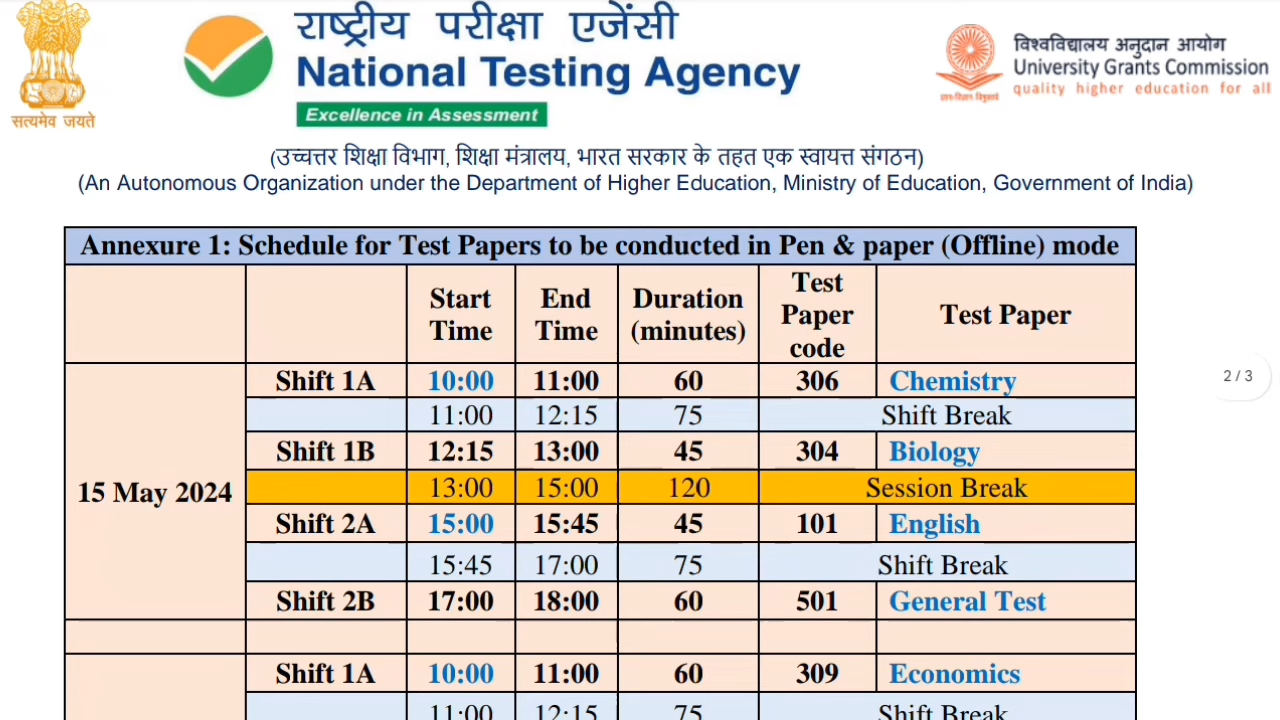 राष्ट्रीय परीक्षा एजेंसी
National Testing Agency
Excellence in Assessment
सत्यमेव जयते
विश्वविद्यालय अनुदान आयोग
University Grants Commission
quality higher education for all
ज्ञान-विज्ञान विमुक्तये
(उच्चत्तर शिक्षा विभाग, शिक्षा मंत्रालय, भारत सरकार के तहत एक स्वायत्त संगठन)
(An Autonomous Organization under the Department of Higher Education, Ministry of Education, Government of India)
Annexure 1: Schedule for Test Papers to be conducted in Pen & paper (Offline) mode
Start Time End Time Duration (minutes) Test Paper code Test Paper
15 May 2024
Shift 1A 10:00 11:00 60 306 Chemistry
11:00 12:15 75 Shift Break
Shift 1B 12:15 13:00 45 304 Biology
13:00 15:00 120 Session Break
Shift 2A 15:00 15:45 45 101 English
15:45 17:00 75 Shift Break
Shift 2B 17:00 18:00 60 501 General Test
Shift 1A 10:00 11:00 60 309 Economics
11:00 12:15 75 Shift Break
2 / 3